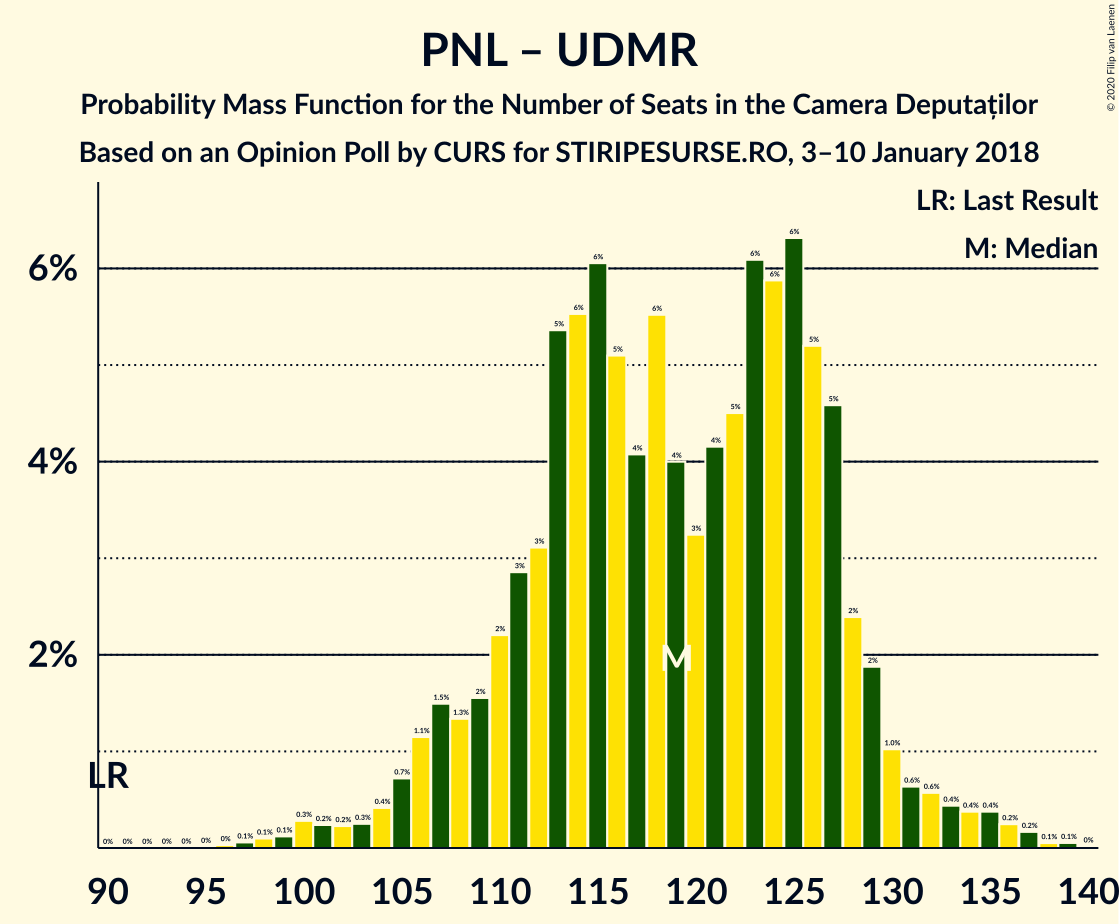 PNL – UDMR
Probability Mass Function for the Number of Seats in the Camera Deputaților
Based on an Opinion Poll by CURS for STIRIPESURSE.RO, 3–10 January 2018
© 2020 Filip van Laenen
LR: Last Result
M: Median
6%
4%
2%
LR
M
0% 0% 0% 0% 0% 0% 0% 0.1% 0.1% 0.1% 0.3% 0.2% 0.2% 0.3% 0.4% 0.7% 1.1% 1.5% 1.3% 2% 2% 3% 3% 5% 6% 6% 5% 4% 6% 4% 3% 4% 5% 6% 6% 6% 5% 5% 2% 2% 1.0% 0.6% 0.6% 0.4% 0.4% 0.4% 0.2% 0.2% 0.1% 0.1% 0%
90 95 100 105 110 115 120 125 130 135 140